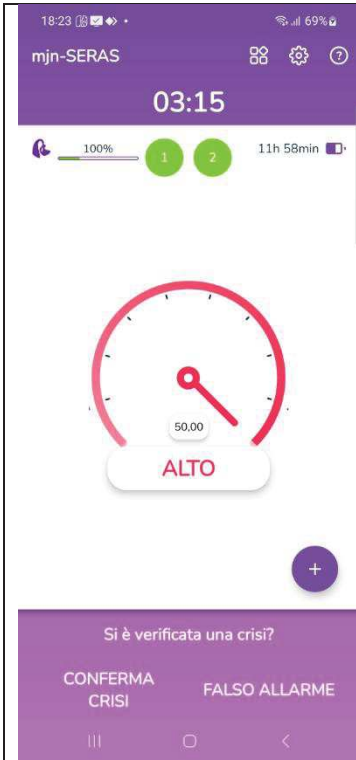 18:23 69%
mjn-SERAS
03:15
100% 1 2 11h 58min
50,00
ALTO
+
Si è verificata una crisi?
CONFERMA
CRISI
FALSO ALLARME